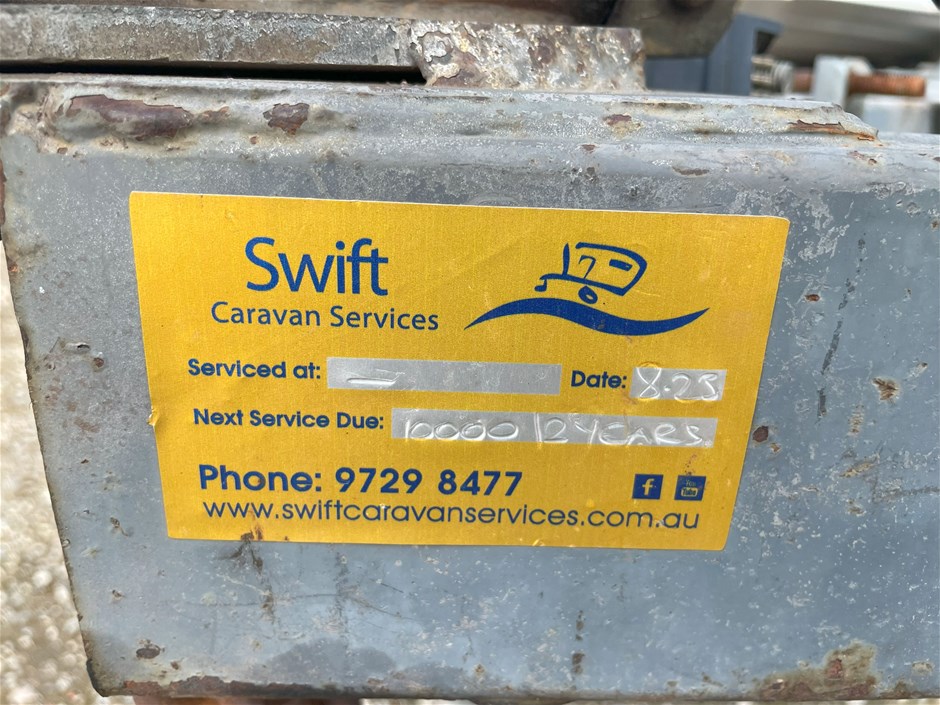 Swift
Caravan Services
Serviced at: – Date: 8.23
Next Service Due: 10000 / 2 YEARS.
Phone: 9729 8477
www.swiftcaravanservices.com.au